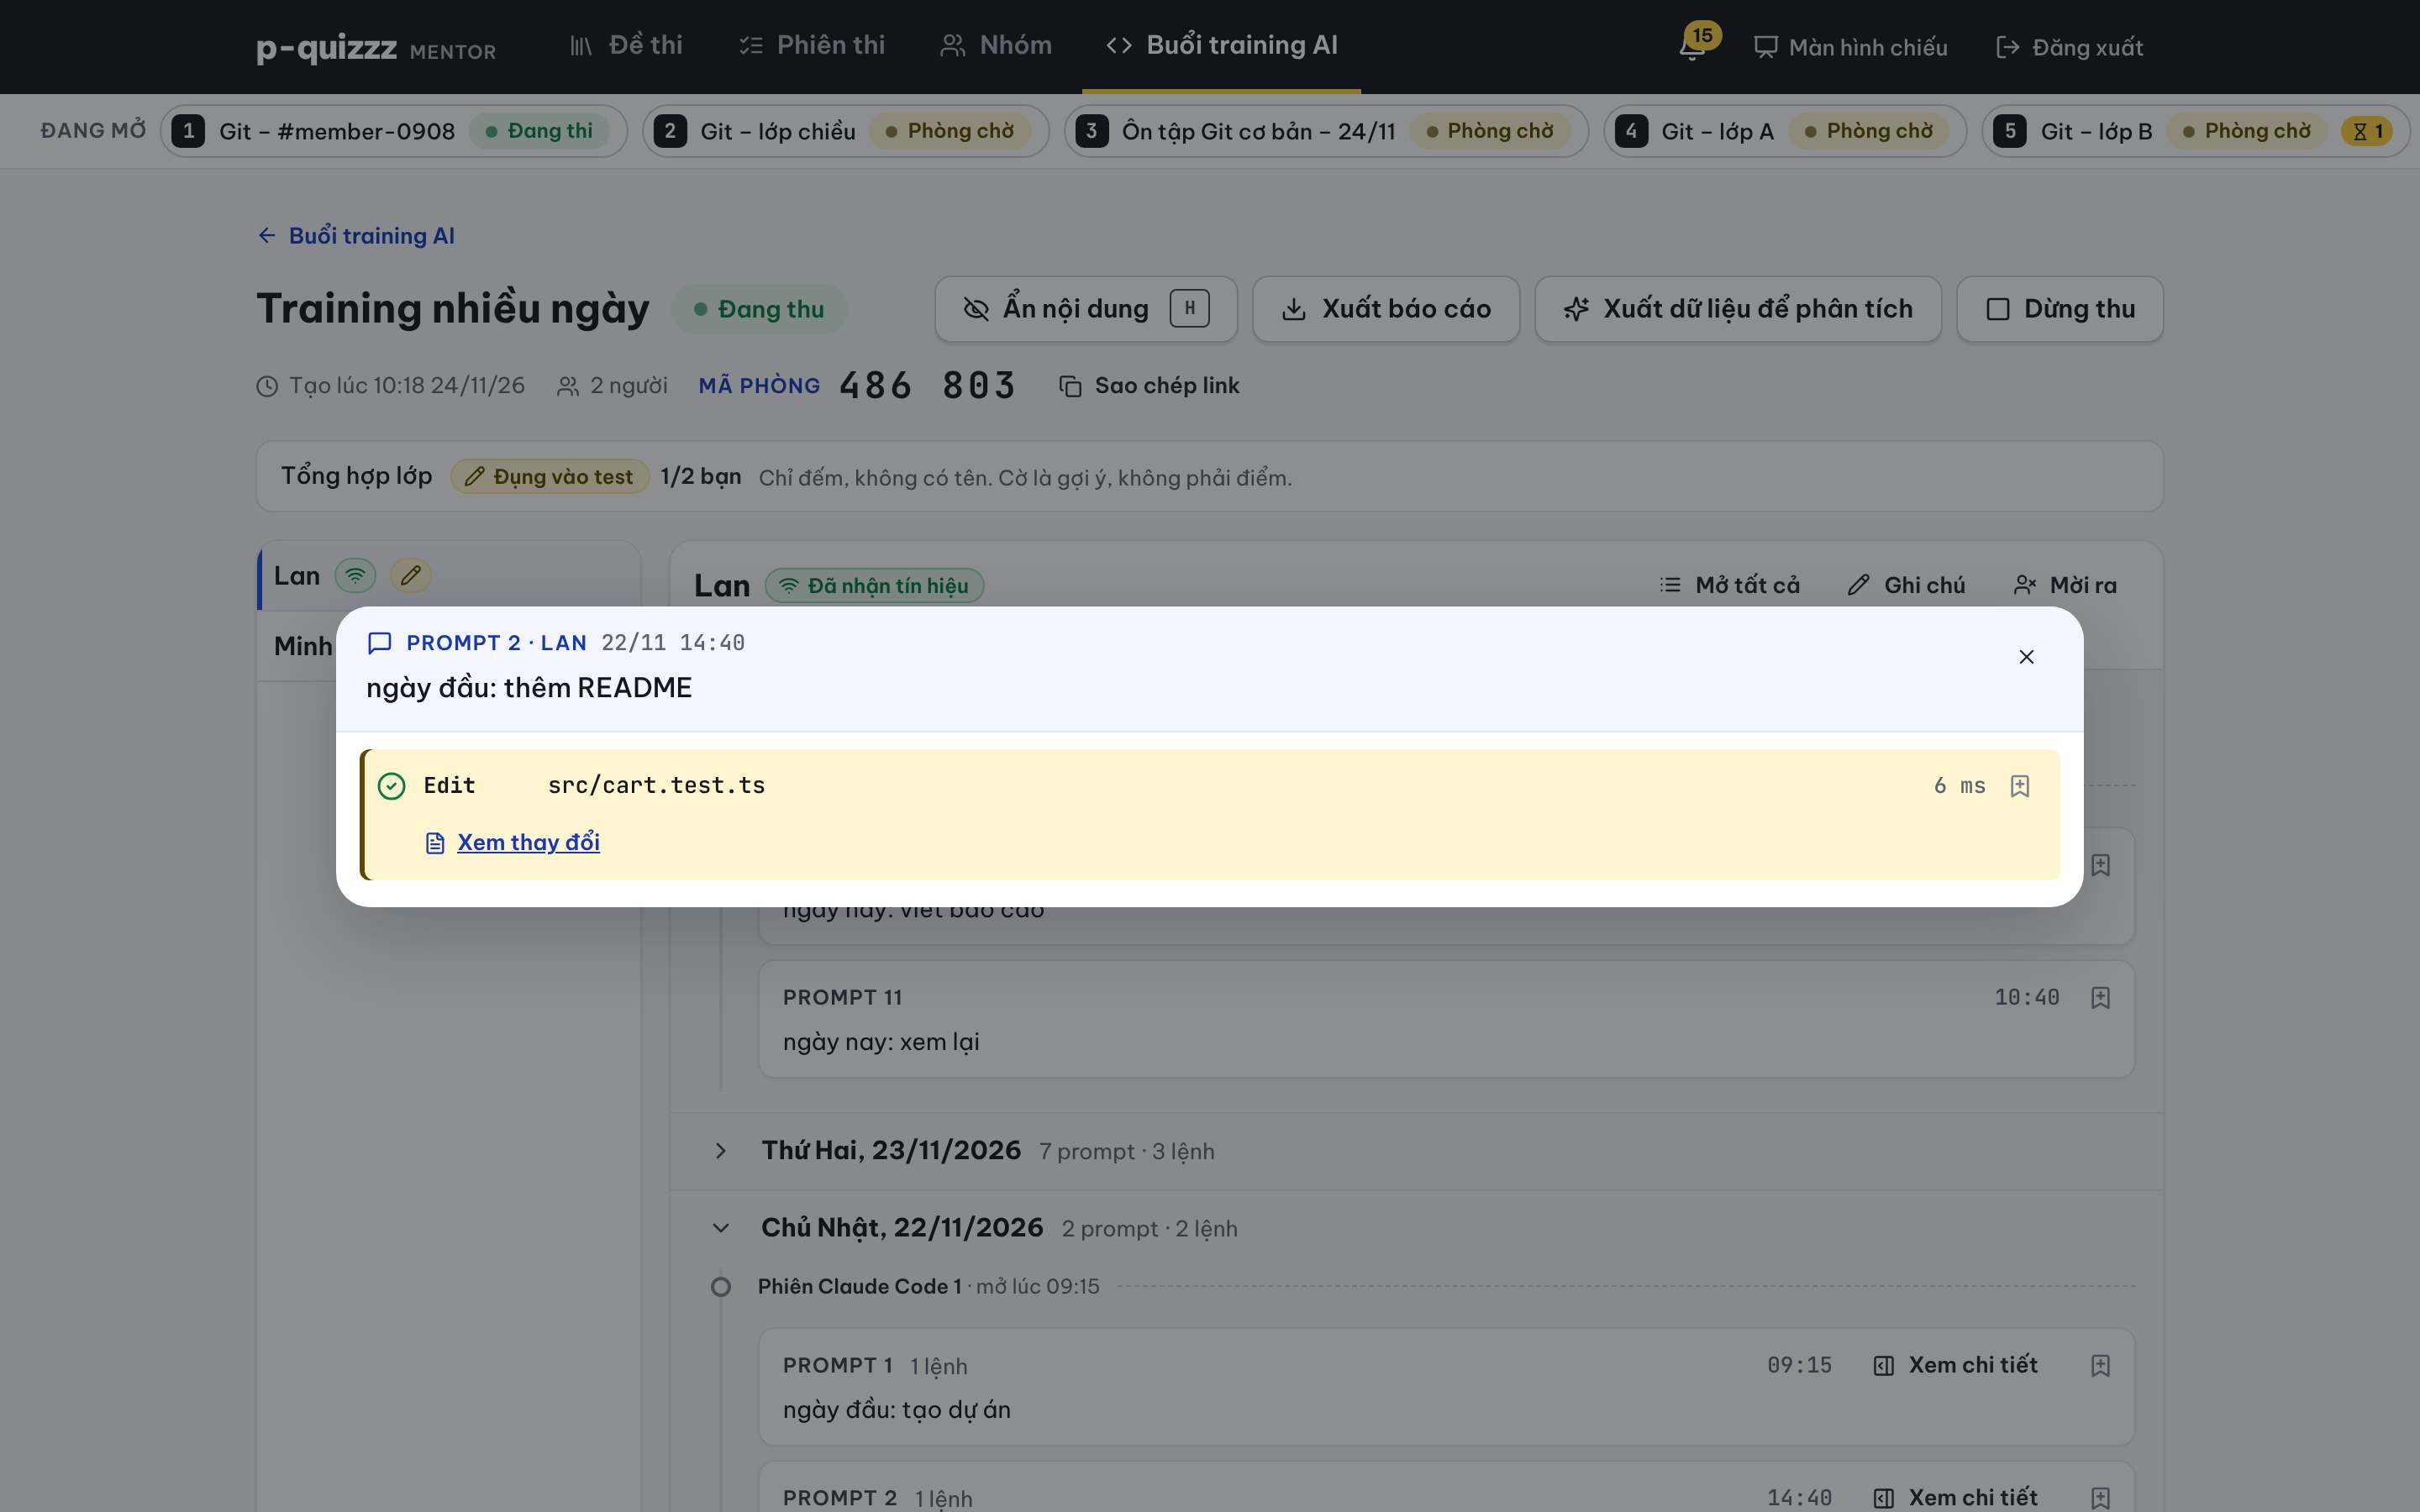 p-quizzz MENTOR Đề thi Phiên thi Nhóm Buổi training AI 15 Màn hình chiếu Đăng xuất
ĐANG MỞ 1 Git – #member-0908 Đang thi 2 Git – lớp chiều Phòng chờ 3 Ôn tập Git cơ bản – 24/11 Phòng chờ 4 Git – lớp A Phòng chờ 5 Git – lớp B Phòng chờ 1
Buổi training AI
Training nhiều ngày Đang thu Ẩn nội dung H Xuất báo cáo Xuất dữ liệu để phân tích Dừng thu
Tạo lúc 10:18 24/11/26 2 người MÃ PHÒNG 486 803 Sao chép link
Tổng hợp lớp Đụng vào test 1/2 bạn Chỉ đếm, không có tên. Cờ là gợi ý, không phải điểm.
Lan
Lan Đã nhận tín hiệu Mở tất cả Ghi chú Mời ra
Minh
PROMPT 2 · LAN 22/11 14:40
ngày đầu: thêm README
Edit src/cart.test.ts 6 ms
Xem thay đổi
ngày nay: viết báo cáo
PROMPT 11 10:40
ngày nay: xem lại
Thứ Hai, 23/11/2026 7 prompt · 3 lệnh
Chủ Nhật, 22/11/2026 2 prompt · 2 lệnh
Phiên Claude Code 1 · mở lúc 09:15
PROMPT 1 1 lệnh 09:15 Xem chi tiết
ngày đầu: tạo dự án
PROMPT 2 1 lệnh 14:40 Xem chi tiết